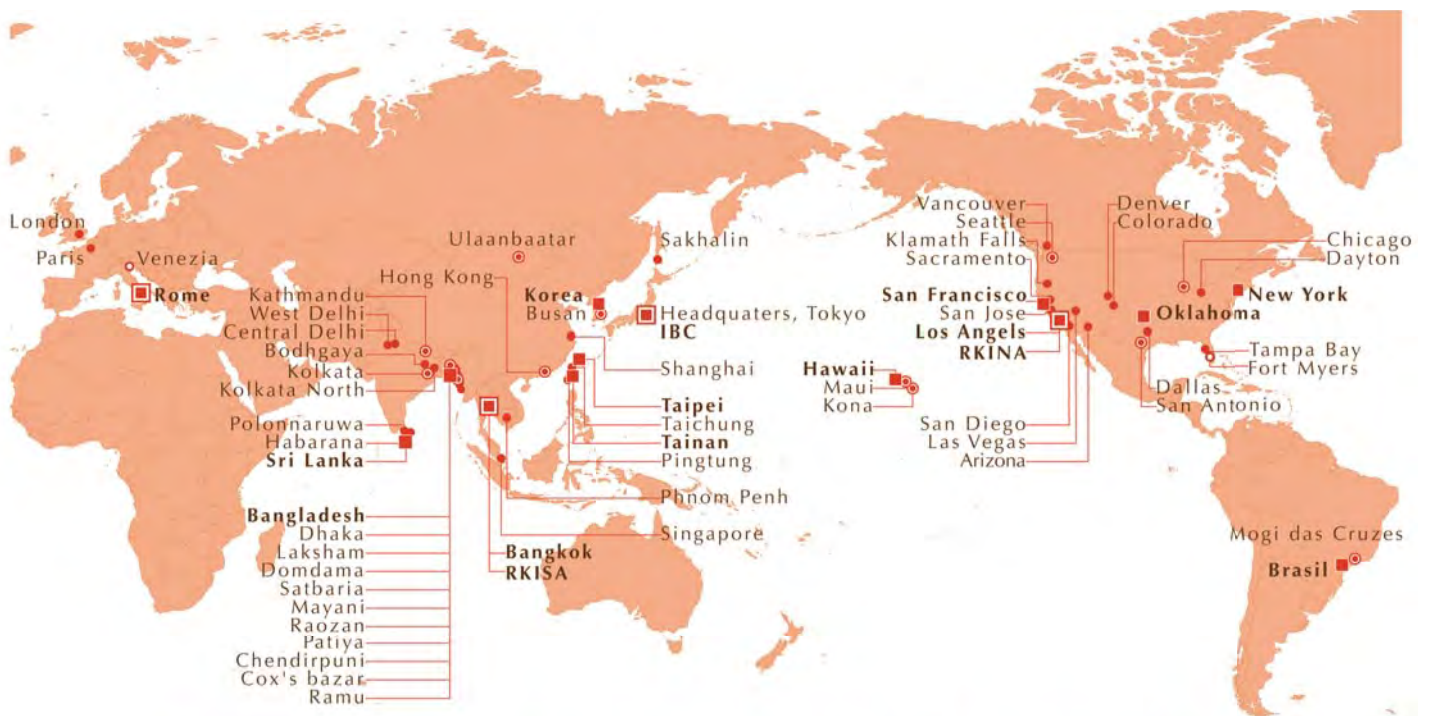 London
Paris
Venezia
Rome
Ulaanbaatar
Hong Kong
Kathmandu
West Delhi
Central Delhi
Bodhgaya
Kolkata
Kolkata North
Polonnaruwa
Habarana
Sri Lanka
Bangladesh
Dhaka
Laksham
Domdama
Satbaria
Mayani
Raozan
Patiya
Chendirpuni
Cox's bazar
Ramu
Sakhalin
Korea
Busan
Headquaters, Tokyo
IBC
Shanghai
Taipei
Taichung
Tainan
Pingtung
Phnom Penh
Singapore
Bangkok
RKISA
Vancouver
Seattle
Klamath Falls
Sacramento
San Francisco
San Jose
Los Angels
RKINA
Hawaii
Maui
Kona
San Diego
Las Vegas
Arizona
Denver
Colorado
Chicago
Dayton
New York
Oklahoma
Tampa Bay
Fort Myers
Dallas
San Antonio
Mogi das Cruzes
Brasil